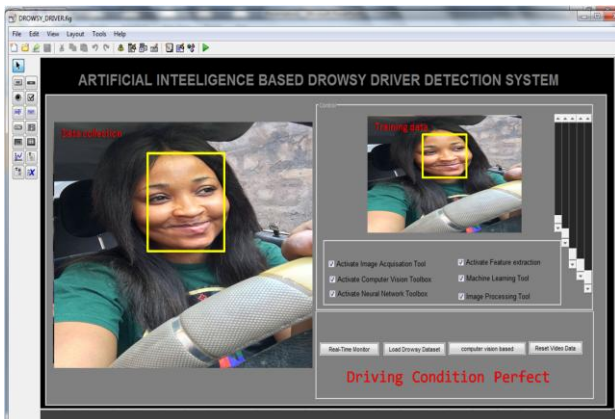 DROWSY_DRIVER.fig
File Edit View Layout Tools Help
ARTIFICIAL INTEELIGENCE BASED DROWSY DRIVER DETECTION SYSTEM
Control
Data collection
Training data
Activate Image Acquisation Tool
Activate Feature extraction
Activate Computer Vision Toolbox
Machine Learning Tool
Activate Neural Network Toolbox
Image Processing Tool
Real-Time Monitor
Load Drowsy Dataset
computer vision based
Reset Video Data
Driving Condition Perfect